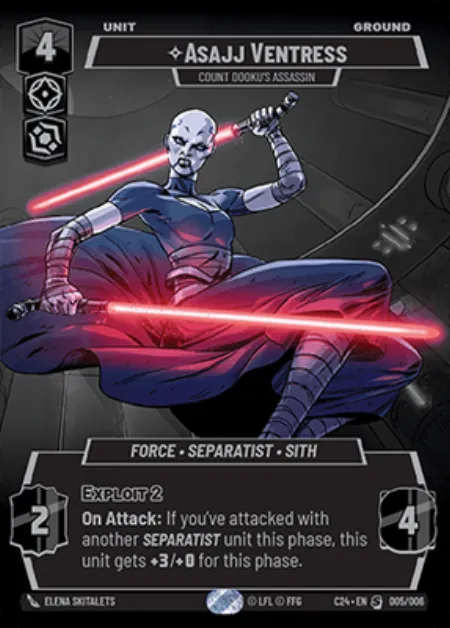 UNIT GROUND
4
ASAJJ VENTRESS
COUNT DOOKU'S ASSASSIN
FORCE • SEPARATIST • SITH
EXPLOIT 2
On Attack: If you've attacked with
another SEPARATIST unit this phase, this
unit gets +3/+0 for this phase.
2
4
ELENA SKITALETS © LFL © FFG C24 • EN S 005/006